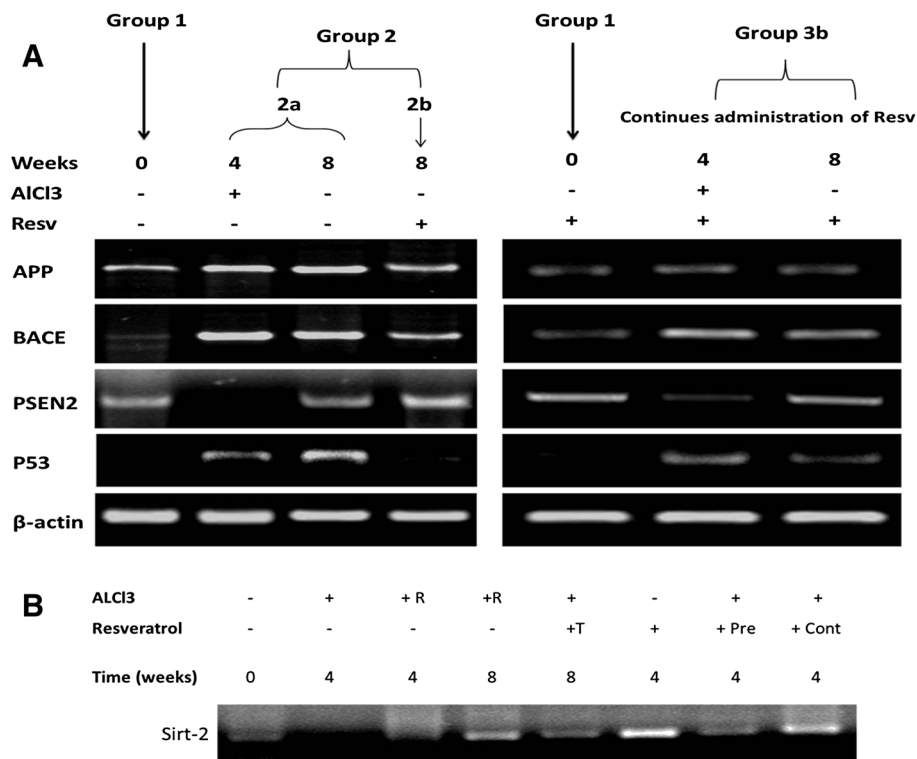 A
Group 1
Group 2
2a
2b
Group 1
Group 3b
Continues administration of Resv
Weeks 0 4 8 8 0 4 8
AlCl3 - + - - - + -
Resv - - - + + + +
APP
BACE
PSEN2
P53
β-actin
B
ALCl3 - + + R +R + - + +
Resveratrol - - - - +T + + Pre + Cont
Time (weeks) 0 4 4 8 8 4 4 4
Sirt-2